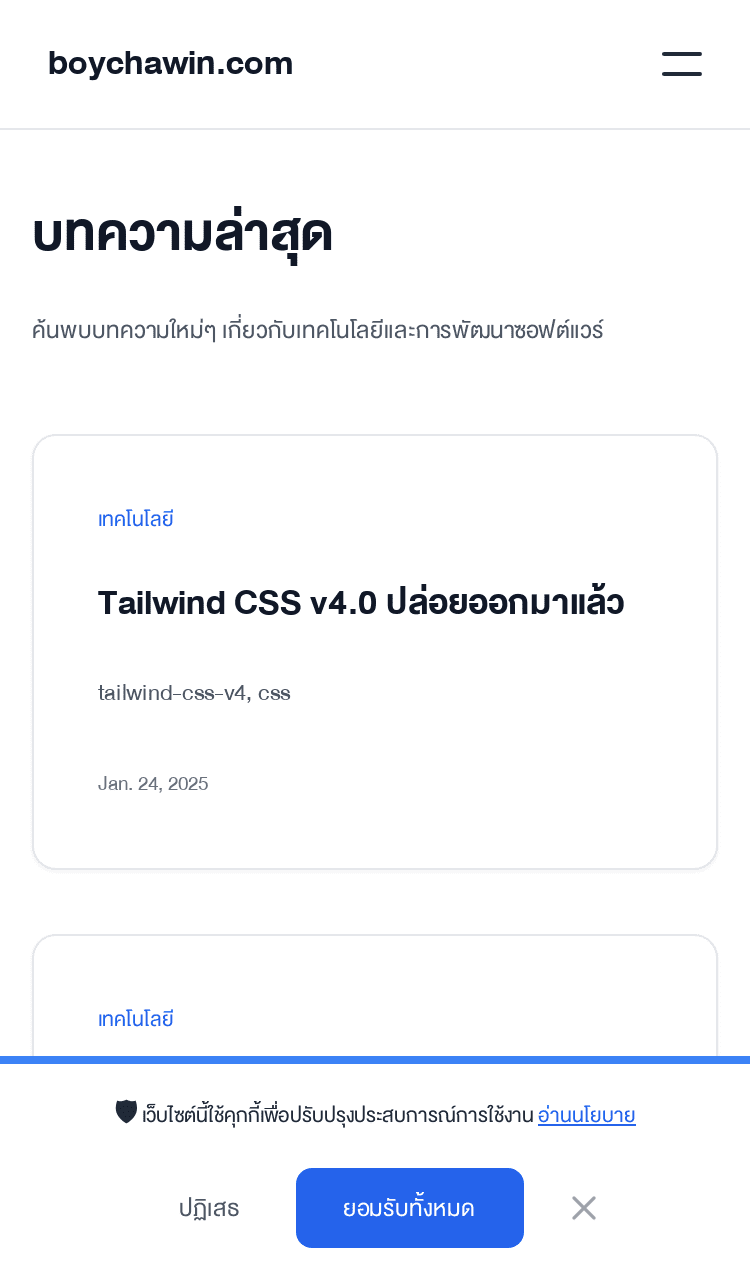 boychawin.com
บทความล่าสุด
ค้นพบบทความใหม่ๆ เกี่ยวกับเทคโนโลยีและการพัฒนาซอฟต์แวร์
เทคโนโลยี
Tailwind CSS v4.0 ปล่อยออกมาแล้ว
tailwind-css-v4, css
Jan. 24, 2025
เทคโนโลยี
เว็บไซต์นี้ใช้คุกกี้เพื่อปรับปรุงประสบการณ์การใช้งาน อ่านนโยบาย
ปฏิเสธ ยอมรับทั้งหมด